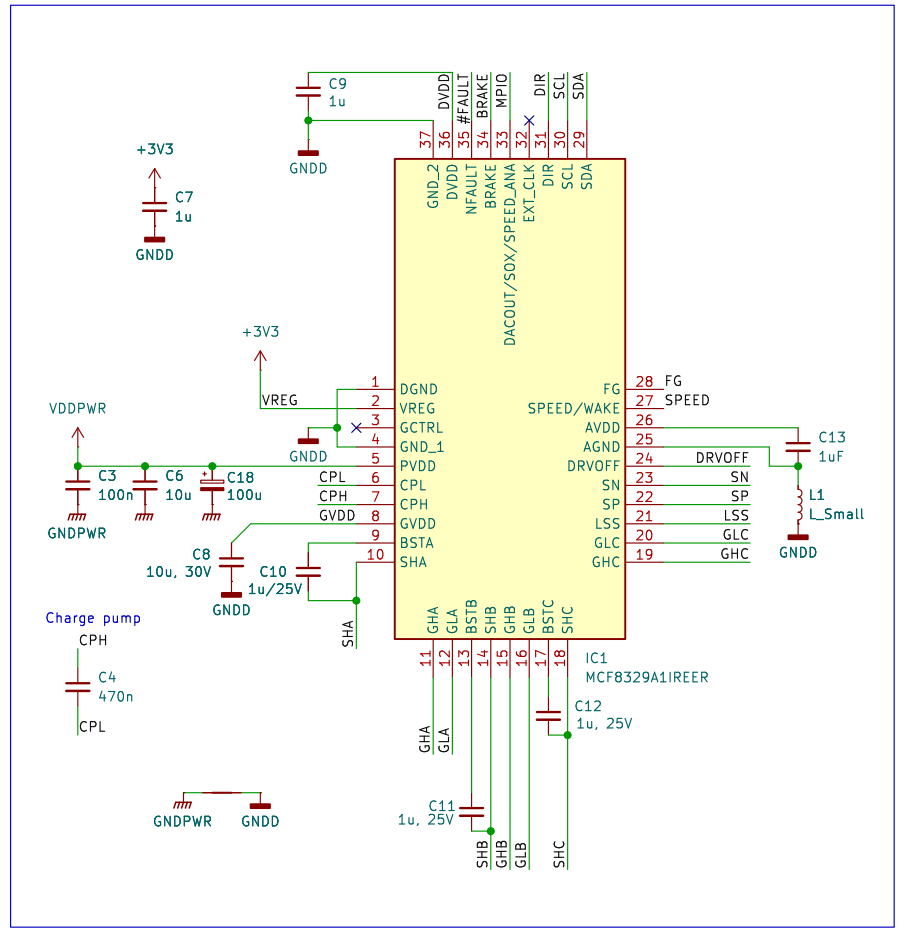 C9
1u
DVDD
#FAULT
BRAKE
MPIO
DIR
SCL
SDA
37
36
35
34
33
32
31
30
29
GNDD
+3V3
C7
1u
GNDD
GND_2
DVDD
NFAULT
BRAKE
DACOUT/SOX/SPEED_ANA
EXT_CLK
DIR
SCL
SDA
+3V3
VREG
GNDD
1
2
3
4
5
6
7
8
9
10
DGND
VREG
GCTRL
GND_1
PVDD
CPL
CPH
GVDD
BSTA
SHA
FG
SPEED/WAKE
AVDD
AGND
DRVOFF
SN
SP
LSS
GLC
GHC
28
27
26
25
24
23
22
21
20
19
FG
SPEED
DRVOFF
SN
SP
LSS
GLC
GHC
C13
1uF
L1
L_Small
GNDD
VDDPWR
C3
100n
C6
10u
C18
100u
GNDPWR
CPL
CPH
GVDD
C8
10u, 30V
GNDD
C10
1u/25V
SHA
GHA
GLA
BSTB
SHB
GHB
GLB
BSTC
SHC
11
12
13
14
15
16
17
18
IC1
MCF8329A1IREER
Charge pump
CPH
C4
470n
CPL
GHA
GLA
C12
1u, 25V
C11
1u, 25V
SHB
GHB
GLB
SHC
GNDPWR
GNDD